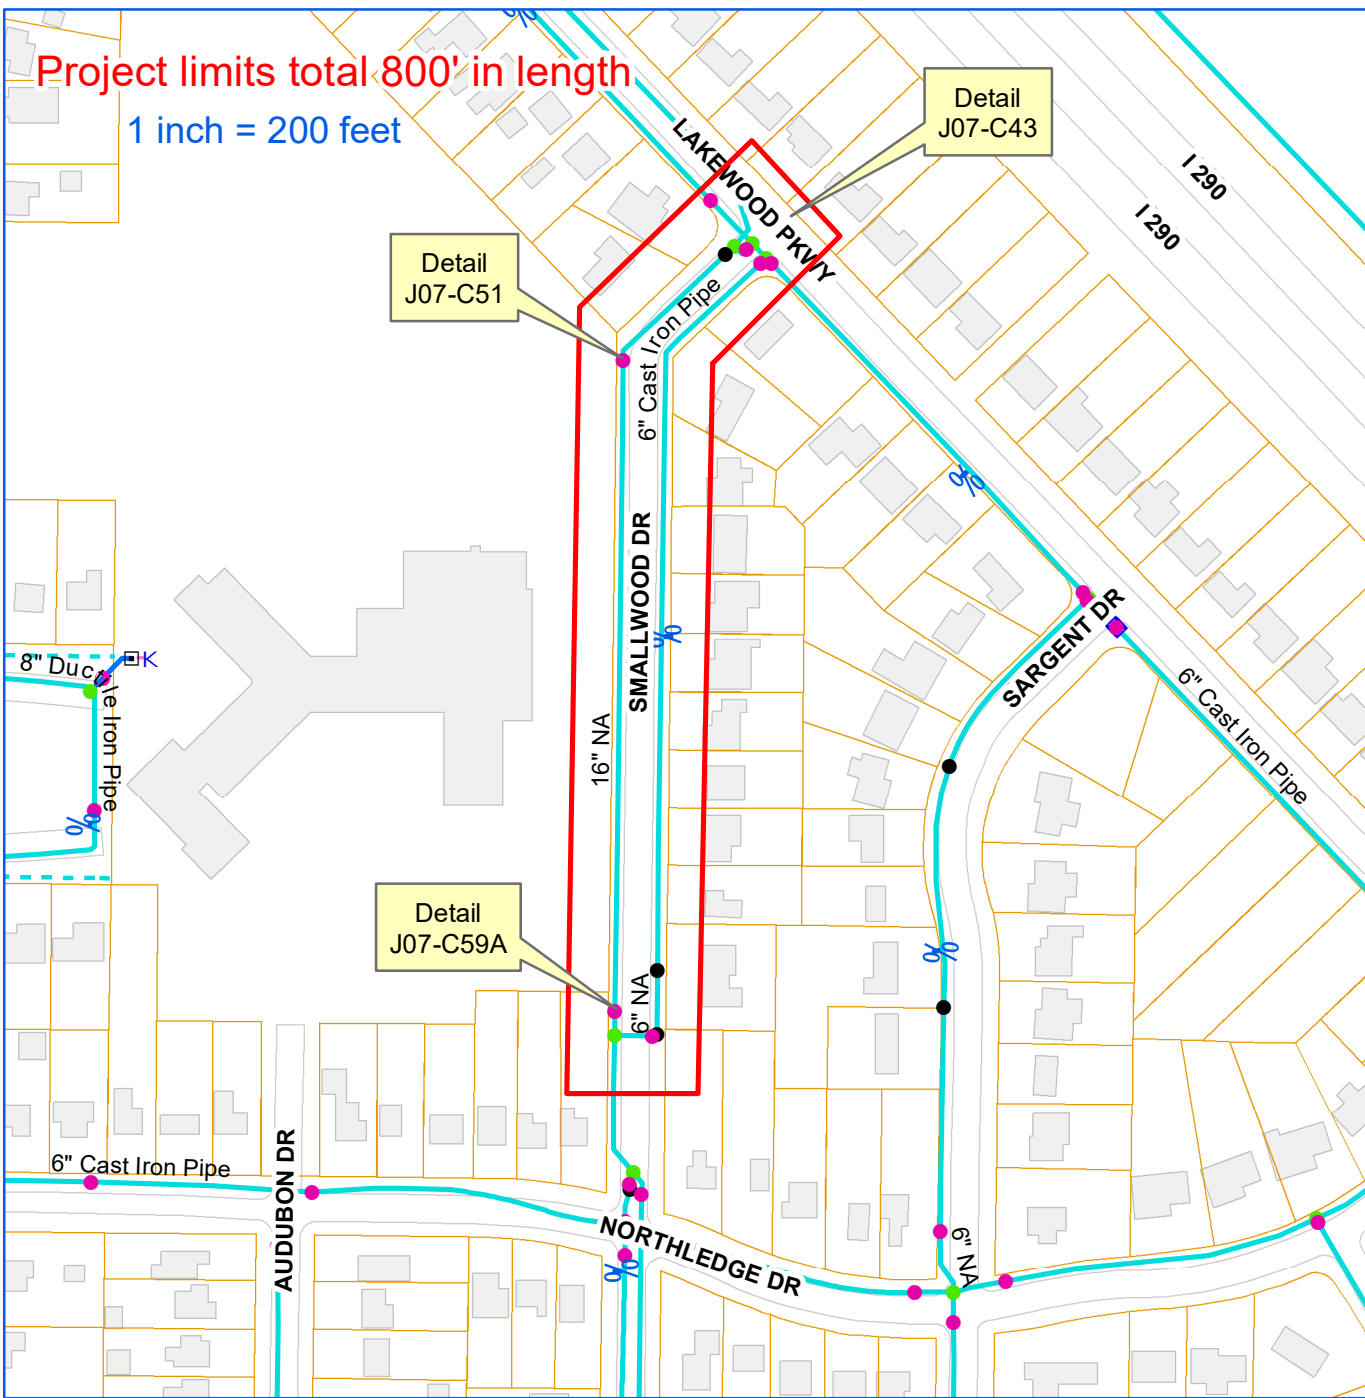 Project limits total 800' in length
1 inch = 200 feet
Detail
J07-C43
LAKEWOOD PKWY
I 290
I 290
Detail
J07-C51
6" Cast Iron Pipe
SMALLWOOD DR
16" NA
SARGENT DR
6" Cast Iron Pipe
8" Ductile Iron Pipe
K
Detail
J07-C59A
6" NA
6" Cast Iron Pipe
AUDUBON DR
NORTHLEDGE DR
6" NA